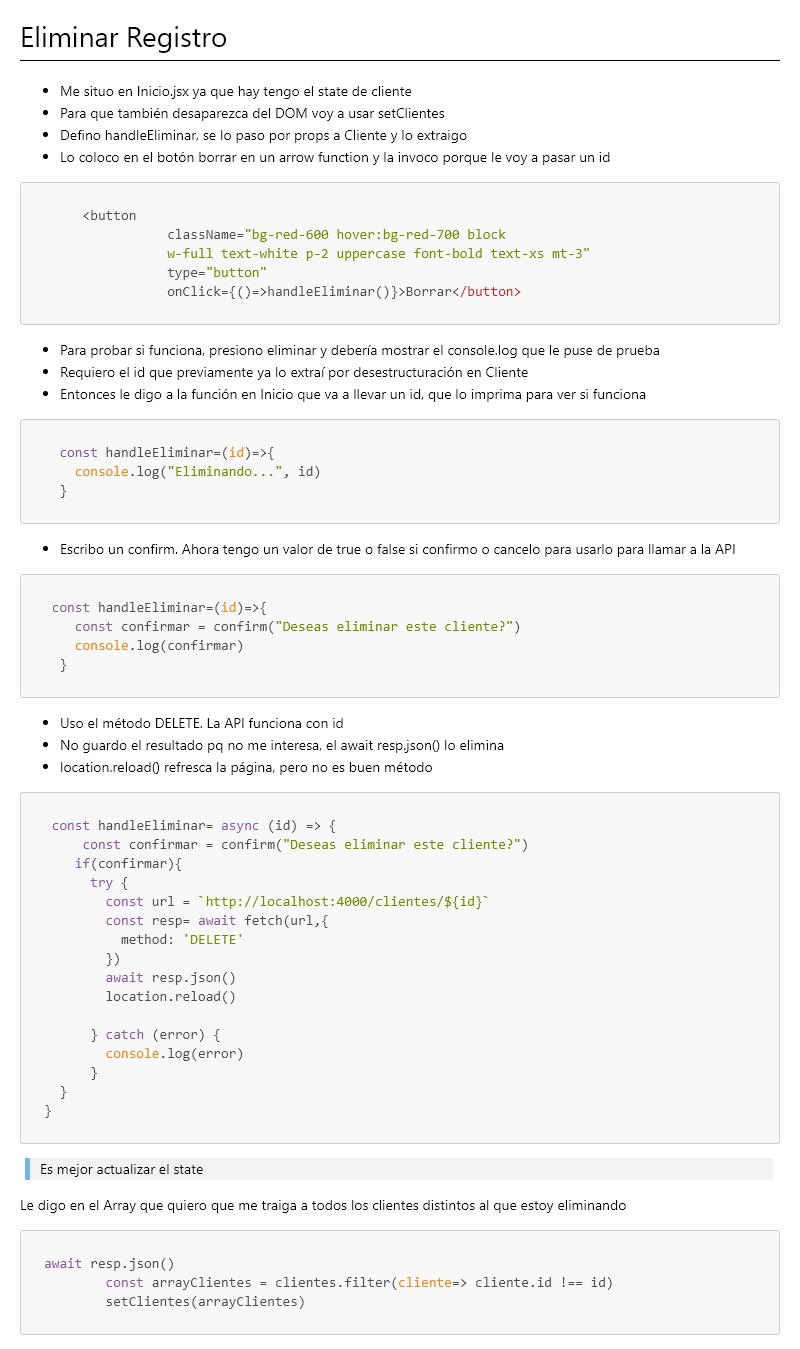 Eliminar Registro
Me situo en Inicio.jsx ya que hay tengo el state de cliente
Para que también desaparezca del DOM voy a usar setClientes
Defino handleEliminar, se lo paso por props a Cliente y lo extraigo
Lo coloco en el botón borrar en un arrow function y la invoco porque le voy a pasar un id
<button
className="bg-red-600 hover:bg-red-700 block
w-full text-white p-2 uppercase font-bold text-xs mt-3"
type="button"
onClick={()=>handleEliminar()}>Borrar</button>
Para probar si funciona, presiono eliminar y debería mostrar el console.log que le puse de prueba
Requiero el id que previamente ya lo extraí por desestructuración en Cliente
Entonces le digo a la función en Inicio que va a llevar un id, que lo imprima para ver si funciona
const handleEliminar=(id)=>{
console.log("Eliminando...", id)
}
Escribo un confirm. Ahora tengo un valor de true o false si confirmo o cancelo para usarlo para llamar a la API
const handleEliminar=(id)=>{
const confirmar = confirm("Deseas eliminar este cliente?")
console.log(confirmar)
}
Uso el método DELETE. La API funciona con id
No guardo el resultado pq no me interesa, el await resp.json() lo elimina
location.reload() refresca la página, pero no es buen método
const handleEliminar= async (id) => {
const confirmar = confirm("Deseas eliminar este cliente?")
if(confirmar){
try {
const url = `http://localhost:4000/clientes/${id}`
const resp= await fetch(url,{
method: 'DELETE'
})
await resp.json()
location.reload()
} catch (error) {
console.log(error)
}
}
}
Es mejor actualizar el state
Le digo en el Array que quiero que me traiga a todos los clientes distintos al que estoy eliminando
await resp.json()
const arrayClientes = clientes.filter(cliente=> cliente.id !== id)
setClientes(arrayClientes)